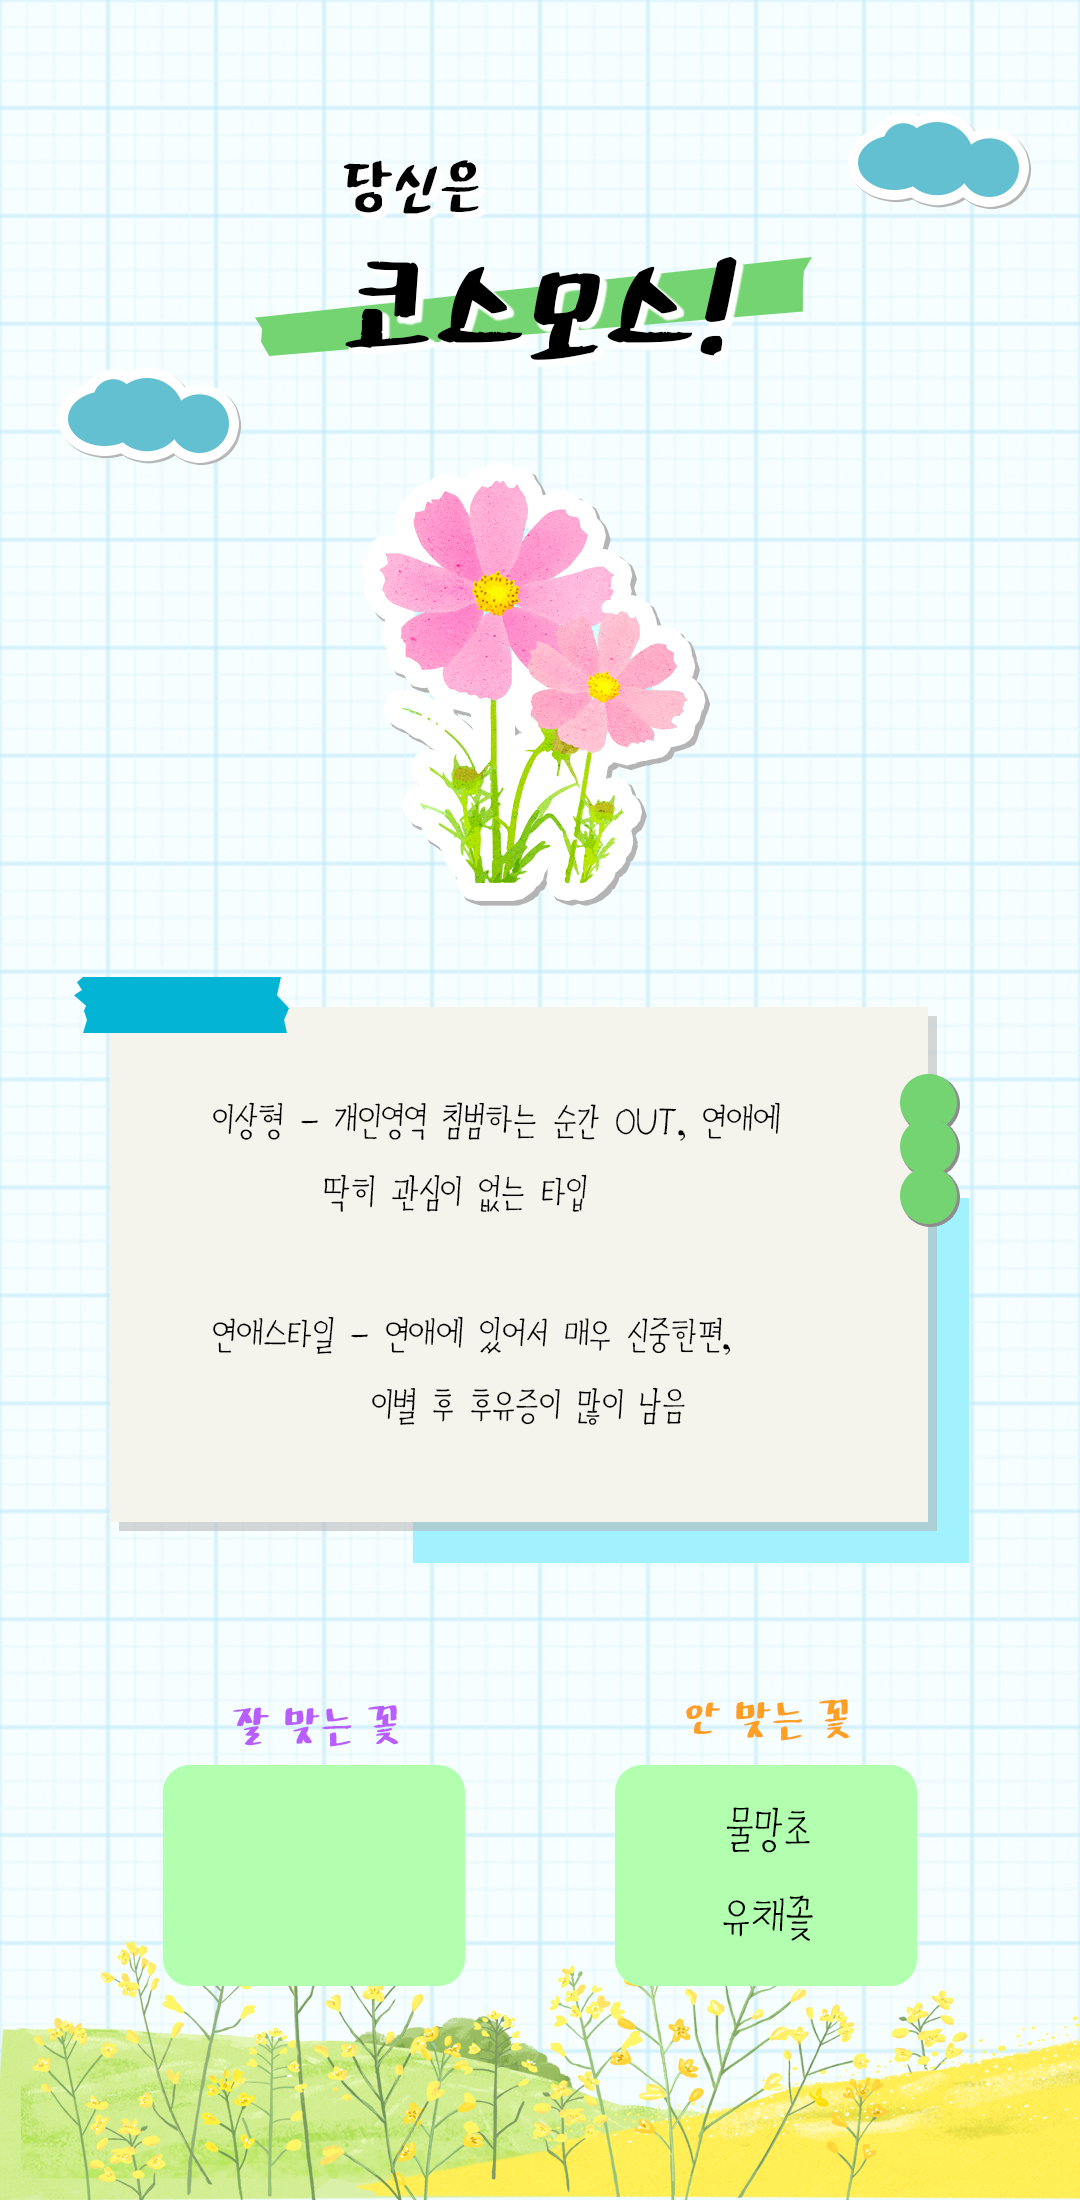 당신은
코스모스!
이상형 - 개인영역 침범하는 순간 OUT, 연애에
딱히 관심이 없는 타입
연애스타일 - 연애에 있어서 매우 신중한편,
이별 후 후유증이 많이 남음
잘 맞는 꽃
안 맞는 꽃
물망초
유채꽃